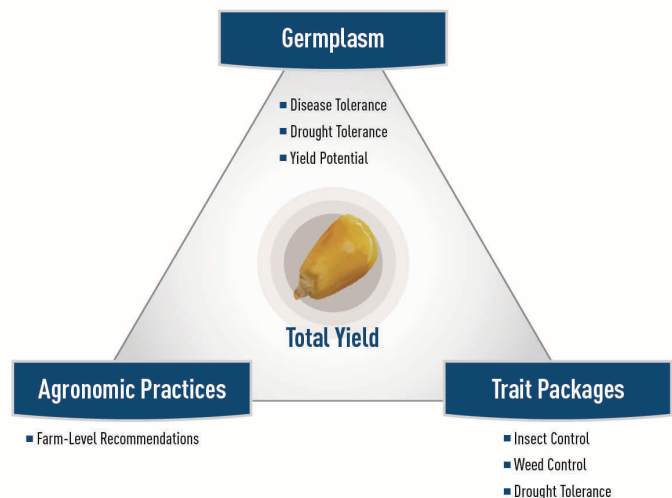 Germplasm
■ Disease Tolerance
■ Drought Tolerance
■ Yield Potential
Total Yield
Agronomic Practices
■ Farm-Level Recommendations
Trait Packages
■ Insect Control
■ Weed Control
■ Drought Tolerance